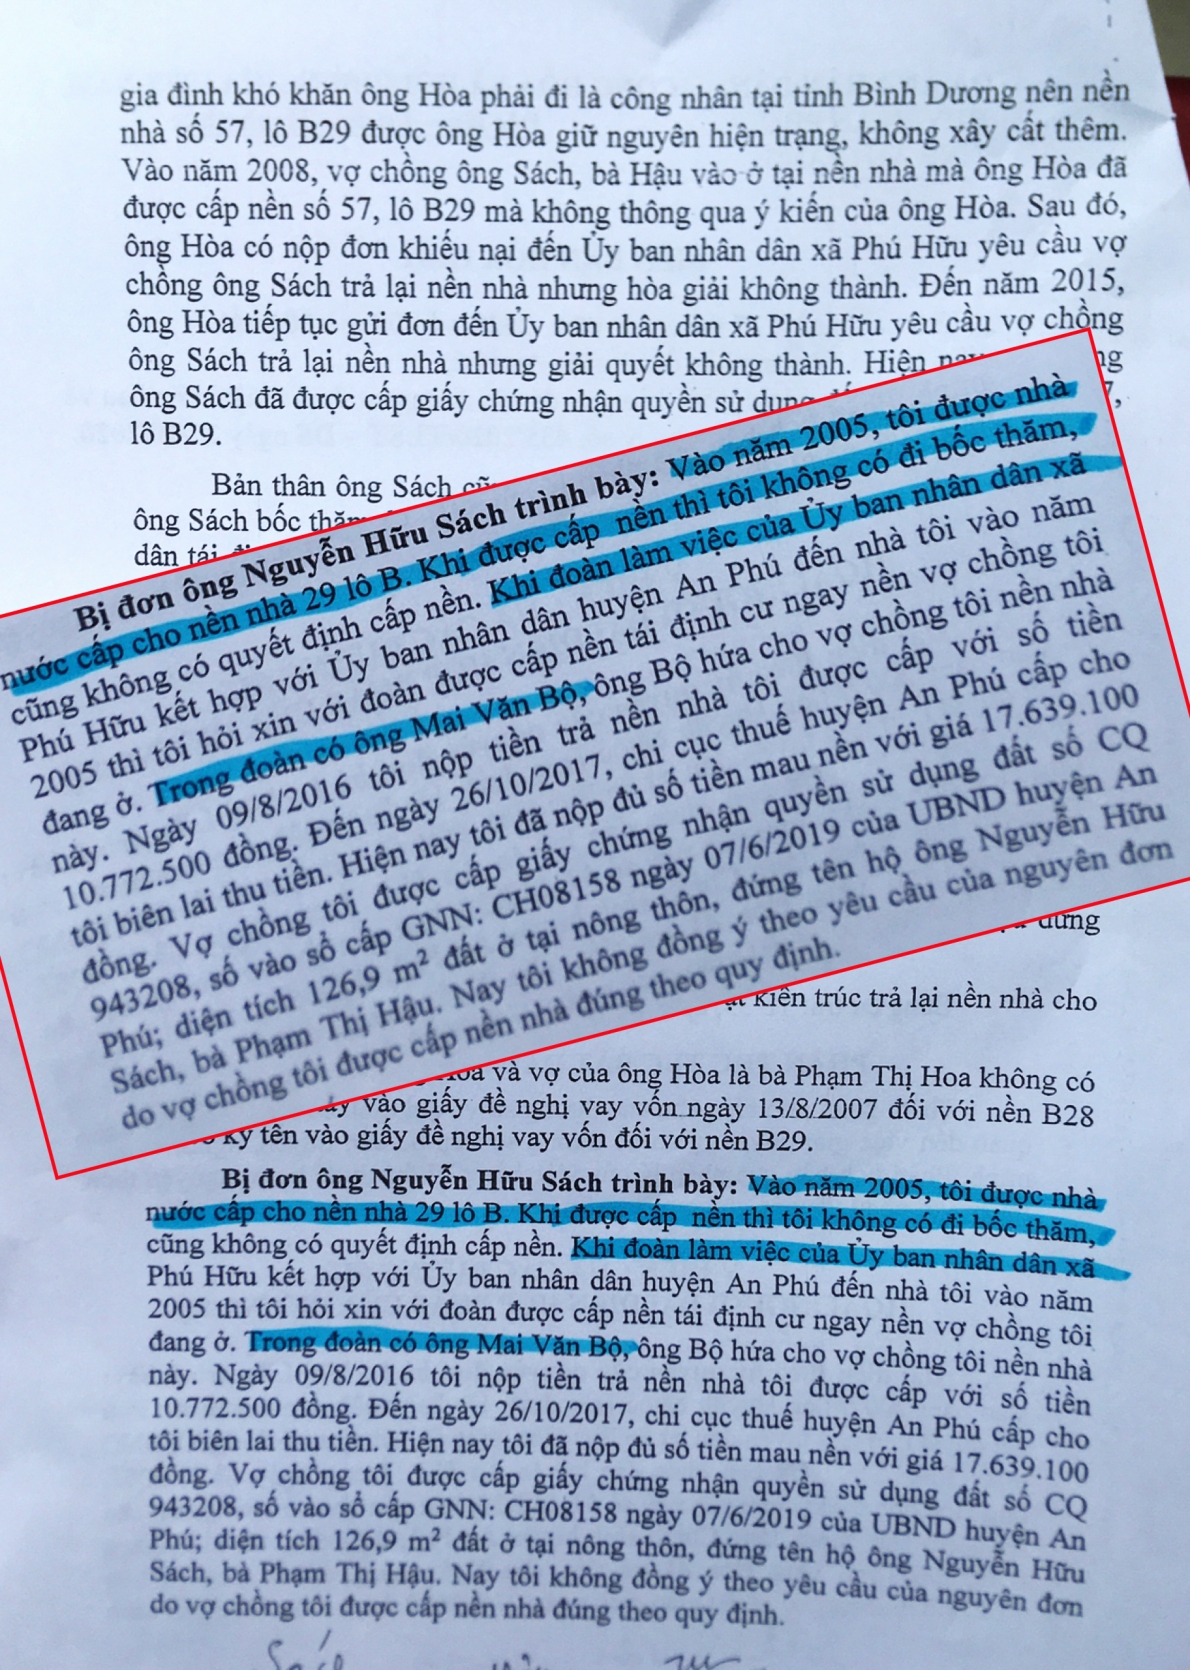 gia đình khó khăn ông Hòa phải đi là công nhân tại tỉnh Bình Dương nên nền
nhà số 57, lô B29 được ông Hòa giữ nguyên hiện trạng, không xây cất thêm.
Vào năm 2008, vợ chồng ông Sách, bà Hậu vào ở tại nền nhà mà ông Hòa đã
được cấp nền số 57, lô B29 mà không thông qua ý kiến của ông Hòa. Sau đó,
ông Hòa có nộp đơn khiếu nại đến Ủy ban nhân dân xã Phú Hữu yêu cầu vợ
chồng ông Sách trả lại nền nhà nhưng hòa giải không thành. Đến năm 2015,
ông Hòa tiếp tục gửi đơn đến Ủy ban nhân dân xã Phú Hữu yêu cầu vợ chồng
ông Sách trả lại nền nhà nhưng giải quyết không thành. Hiện
ông Sách đã được cấp giấy chứng nhận quyền sử dụng
lô B29.
Bản thân ông Sách
ông Sách bốc thăm
dân tái
Bị đơn ông Nguyễn Hữu Sách trình bày: Vào năm 2005, tôi được nhà
nước cấp cho nền nhà 29 lô B. Khi được cấp nền thì tôi không có đi bốc thăm,
cũng không có quyết định cấp nền. Khi đoàn làm việc của Ủy ban nhân dân xã
Phú Hữu kết hợp với Ủy ban nhân dân huyện An Phú đến nhà tôi vào năm
2005 thì tôi hỏi xin với đoàn được cấp nền tái định cư ngay nền vợ chồng tôi
đang ở. Trong đoàn có ông Mai Văn Bộ, ông Bộ hứa cho vợ chồng tôi nền nhà
này. Ngày 09/8/2016 tôi nộp tiền trả nền nhà tôi được cấp với số tiền
10.772.500 đồng. Đến ngày 26/10/2017, chi cục thuế huyện An Phú cấp cho
tôi biên lai thu tiền. Hiện nay tôi đã nộp đủ số tiền mau nền với giá 17.639.100
đồng. Vợ chồng tôi được cấp giấy chứng nhận quyền sử dụng đất số CQ
943208, số vào sổ cấp GNN: CH08158 ngày 07/6/2019 của UBND huyện An
Phú; diện tích 126,9 m² đất ở tại nông thôn, đứng tên hộ ông Nguyễn Hữu
Sách, bà Phạm Thị Hậu. Nay tôi không đồng ý theo yêu cầu của nguyên đơn
do vợ chồng tôi được cấp nền nhà đúng theo quy định.
kiến trúc trả lại nền nhà cho
và vợ của ông Hòa là bà Phạm Thị Hoa không có
vào giấy đề nghị vay vốn ngày 13/8/2007 đối với nền B28
ký tên vào giấy đề nghị vay vốn đối với nền B29.
Bị đơn ông Nguyễn Hữu Sách trình bày: Vào năm 2005, tôi được nhà
nước cấp cho nền nhà 29 lô B. Khi được cấp nền thì tôi không có đi bốc thăm,
cũng không có quyết định cấp nền. Khi đoàn làm việc của Ủy ban nhân dân xã
Phú Hữu kết hợp với Ủy ban nhân dân huyện An Phú đến nhà tôi vào năm
2005 thì tôi hỏi xin với đoàn được cấp nền tái định cư ngay nền vợ chồng tôi
đang ở. Trong đoàn có ông Mai Văn Bộ, ông Bộ hứa cho vợ chồng tôi nền nhà
này. Ngày 09/8/2016 tôi nộp tiền trả nền nhà tôi được cấp với số tiền
10.772.500 đồng. Đến ngày 26/10/2017, chi cục thuế huyện An Phú cấp cho
tôi biên lai thu tiền. Hiện nay tôi đã nộp đủ số tiền mau nền với giá 17.639.100
đồng. Vợ chồng tôi được cấp giấy chứng nhận quyền sử dụng đất số CQ
943208, số vào sổ cấp GNN: CH08158 ngày 07/6/2019 của UBND huyện An
Phú; diện tích 126,9 m² đất ở tại nông thôn, đứng tên hộ ông Nguyễn Hữu
Sách, bà Phạm Thị Hậu. Nay tôi không đồng ý theo yêu cầu của nguyên đơn
do vợ chồng tôi được cấp nền nhà đúng theo quy định.